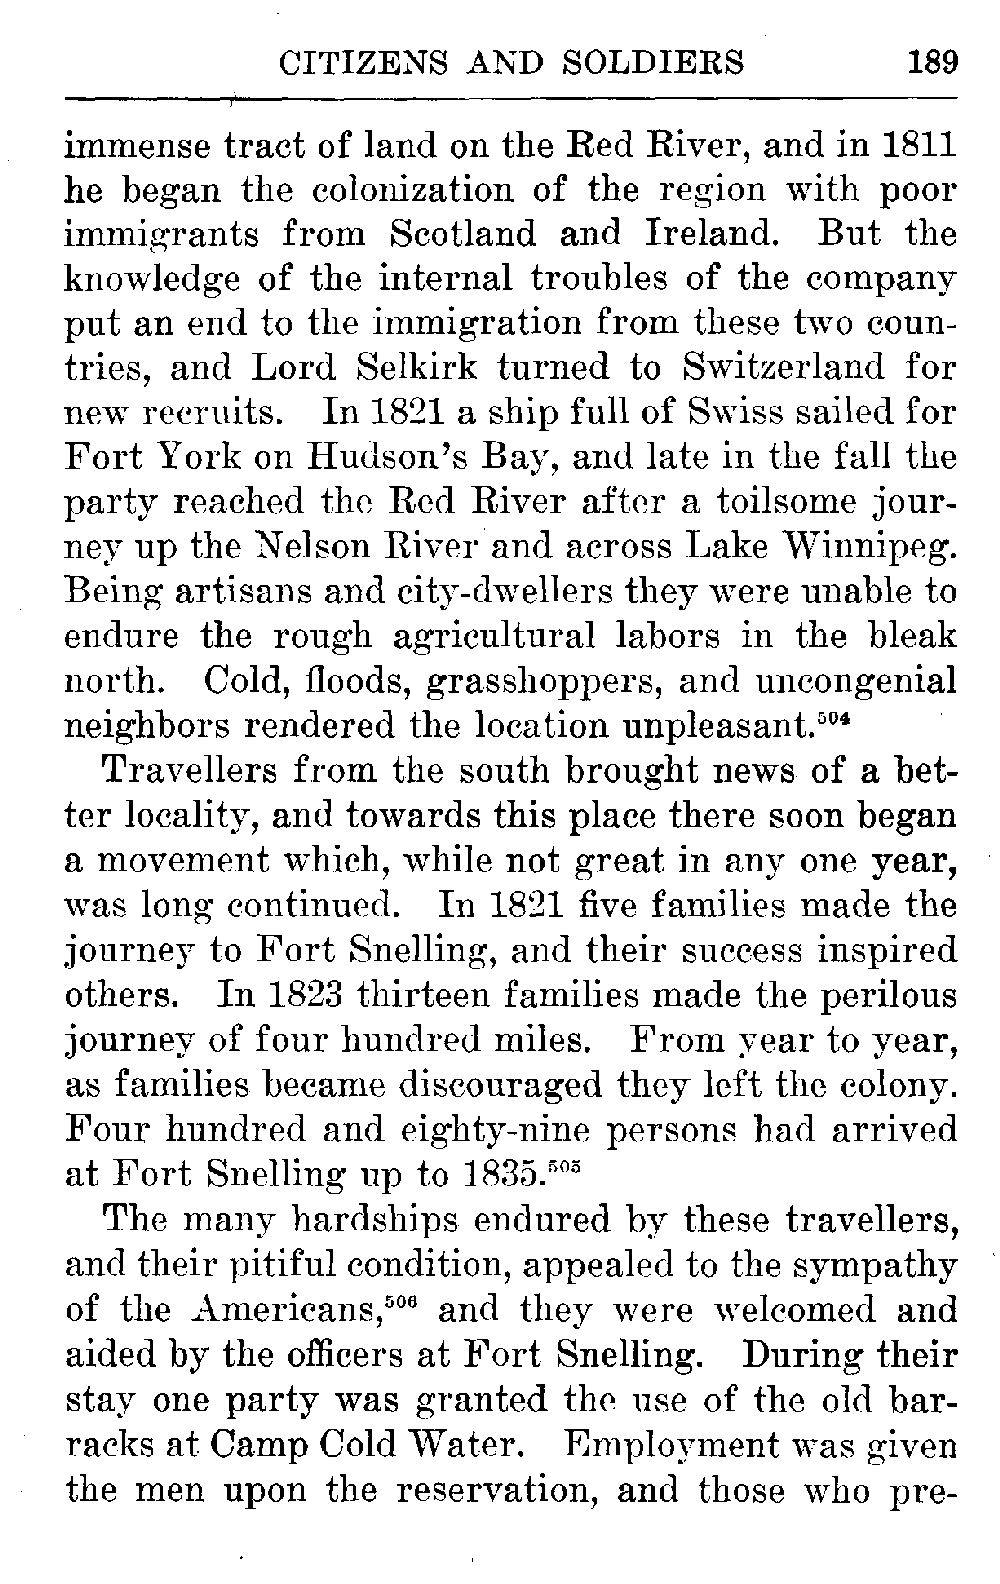 CITIZENS AND SOLDIERS 189
immense tract of land on the Red River, and in 1811
he began the colonization of the region with poor
immigrants from Scotland and Ireland. But the
knowledge of the internal troubles of the company
put an end to the immigration from these two coun-
tries, and Lord Selkirk turned to Switzerland for
new recruits. In 1821 a ship full of Swiss sailed for
Fort York on Hudson's Bay, and late in the fall the
party reached the Red River after a toilsome jour-
ney up the Nelson River and across Lake Winnipeg.
Being artisans and city-dwellers they were unable to
endure the rough agricultural labors in the bleak
north. Cold, floods, grasshoppers, and uncongenial
neighbors rendered the location unpleasant.⁵⁰⁴
Travellers from the south brought news of a bet-
ter locality, and towards this place there soon began
a movement which, while not great in any one year,
was long continued. In 1821 five families made the
journey to Fort Snelling, and their success inspired
others. In 1823 thirteen families made the perilous
journey of four hundred miles. From year to year,
as families became discouraged they left the colony.
Four hundred and eighty-nine persons had arrived
at Fort Snelling up to 1835.⁵⁰⁵
The many hardships endured by these travellers,
and their pitiful condition, appealed to the sympathy
of the Americans,⁵⁰⁶ and they were welcomed and
aided by the officers at Fort Snelling. During their
stay one party was granted the use of the old bar-
racks at Camp Cold Water. Employment was given
the men upon the reservation, and those who pre-